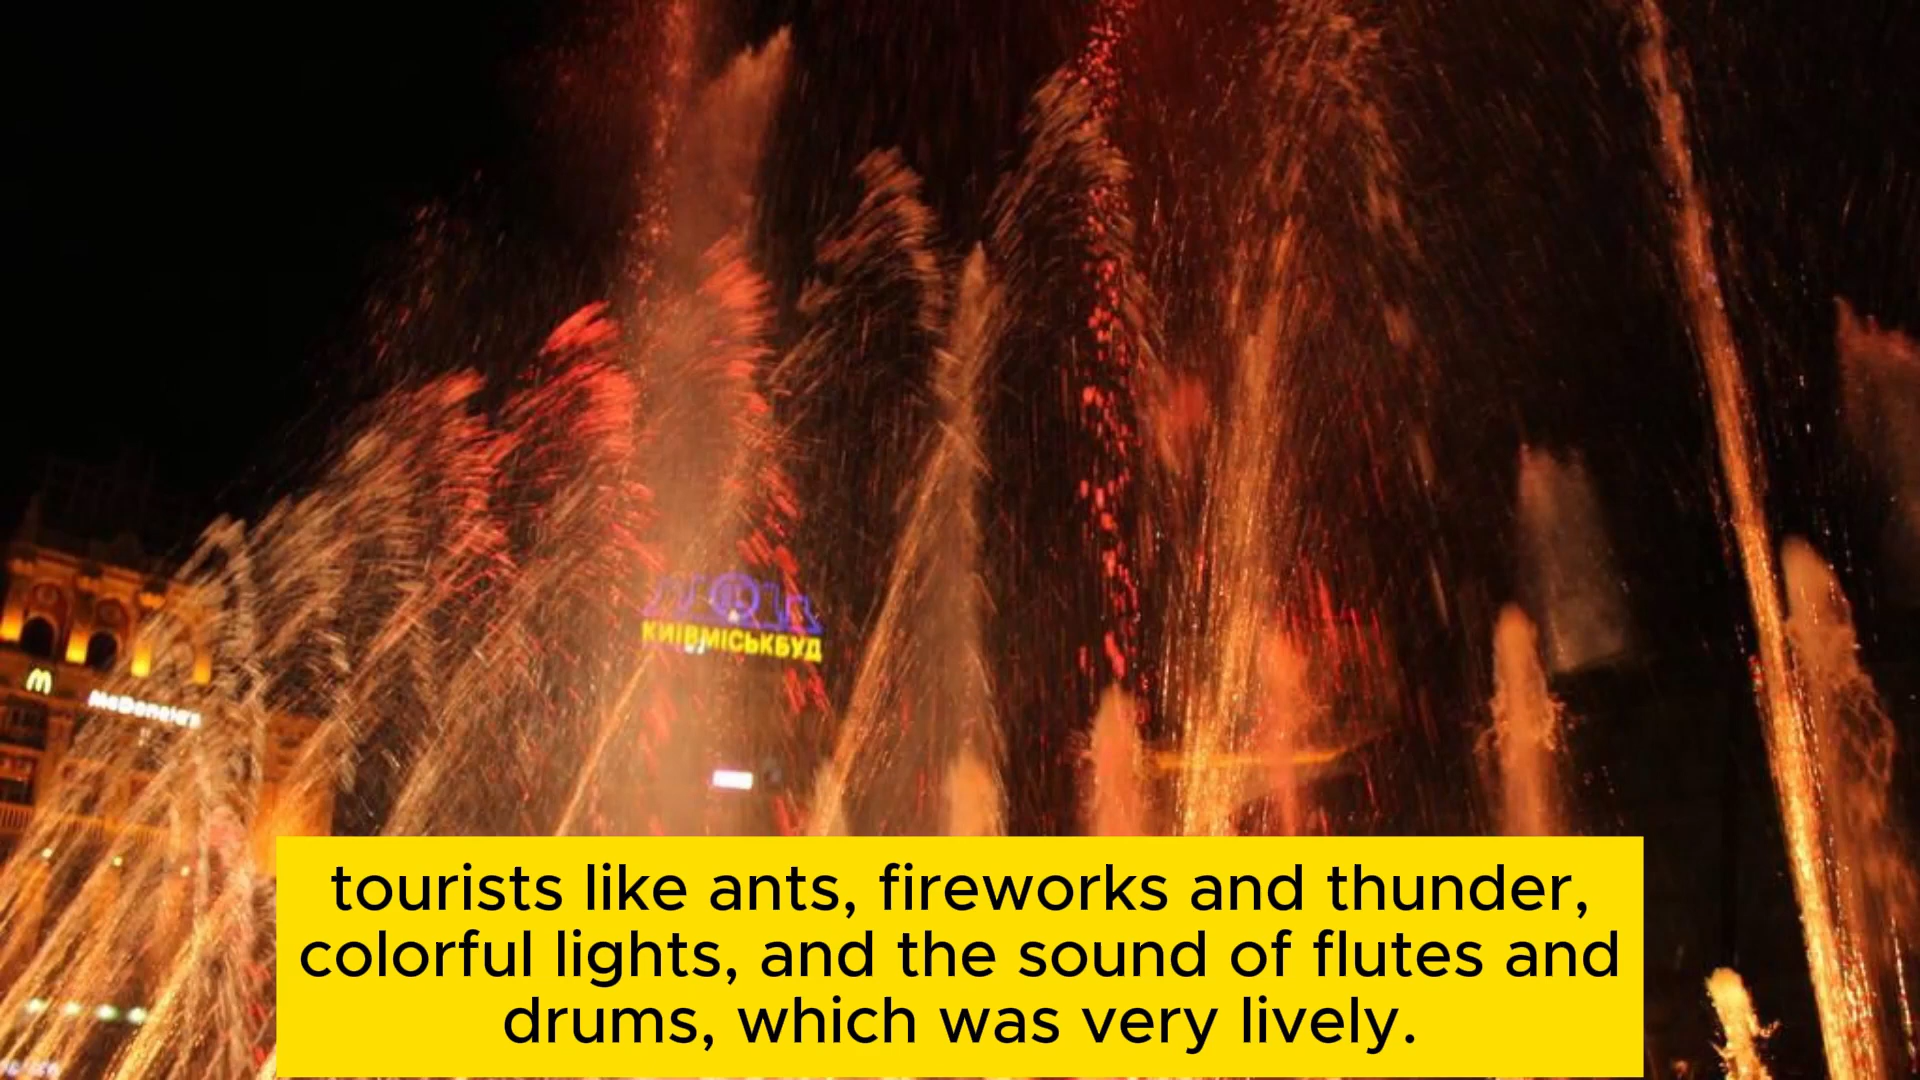 КИЇВМІСЬКБУД
McDonald's
tourists like ants, fireworks and thunder,
colorful lights, and the sound of flutes and
drums, which was very lively.